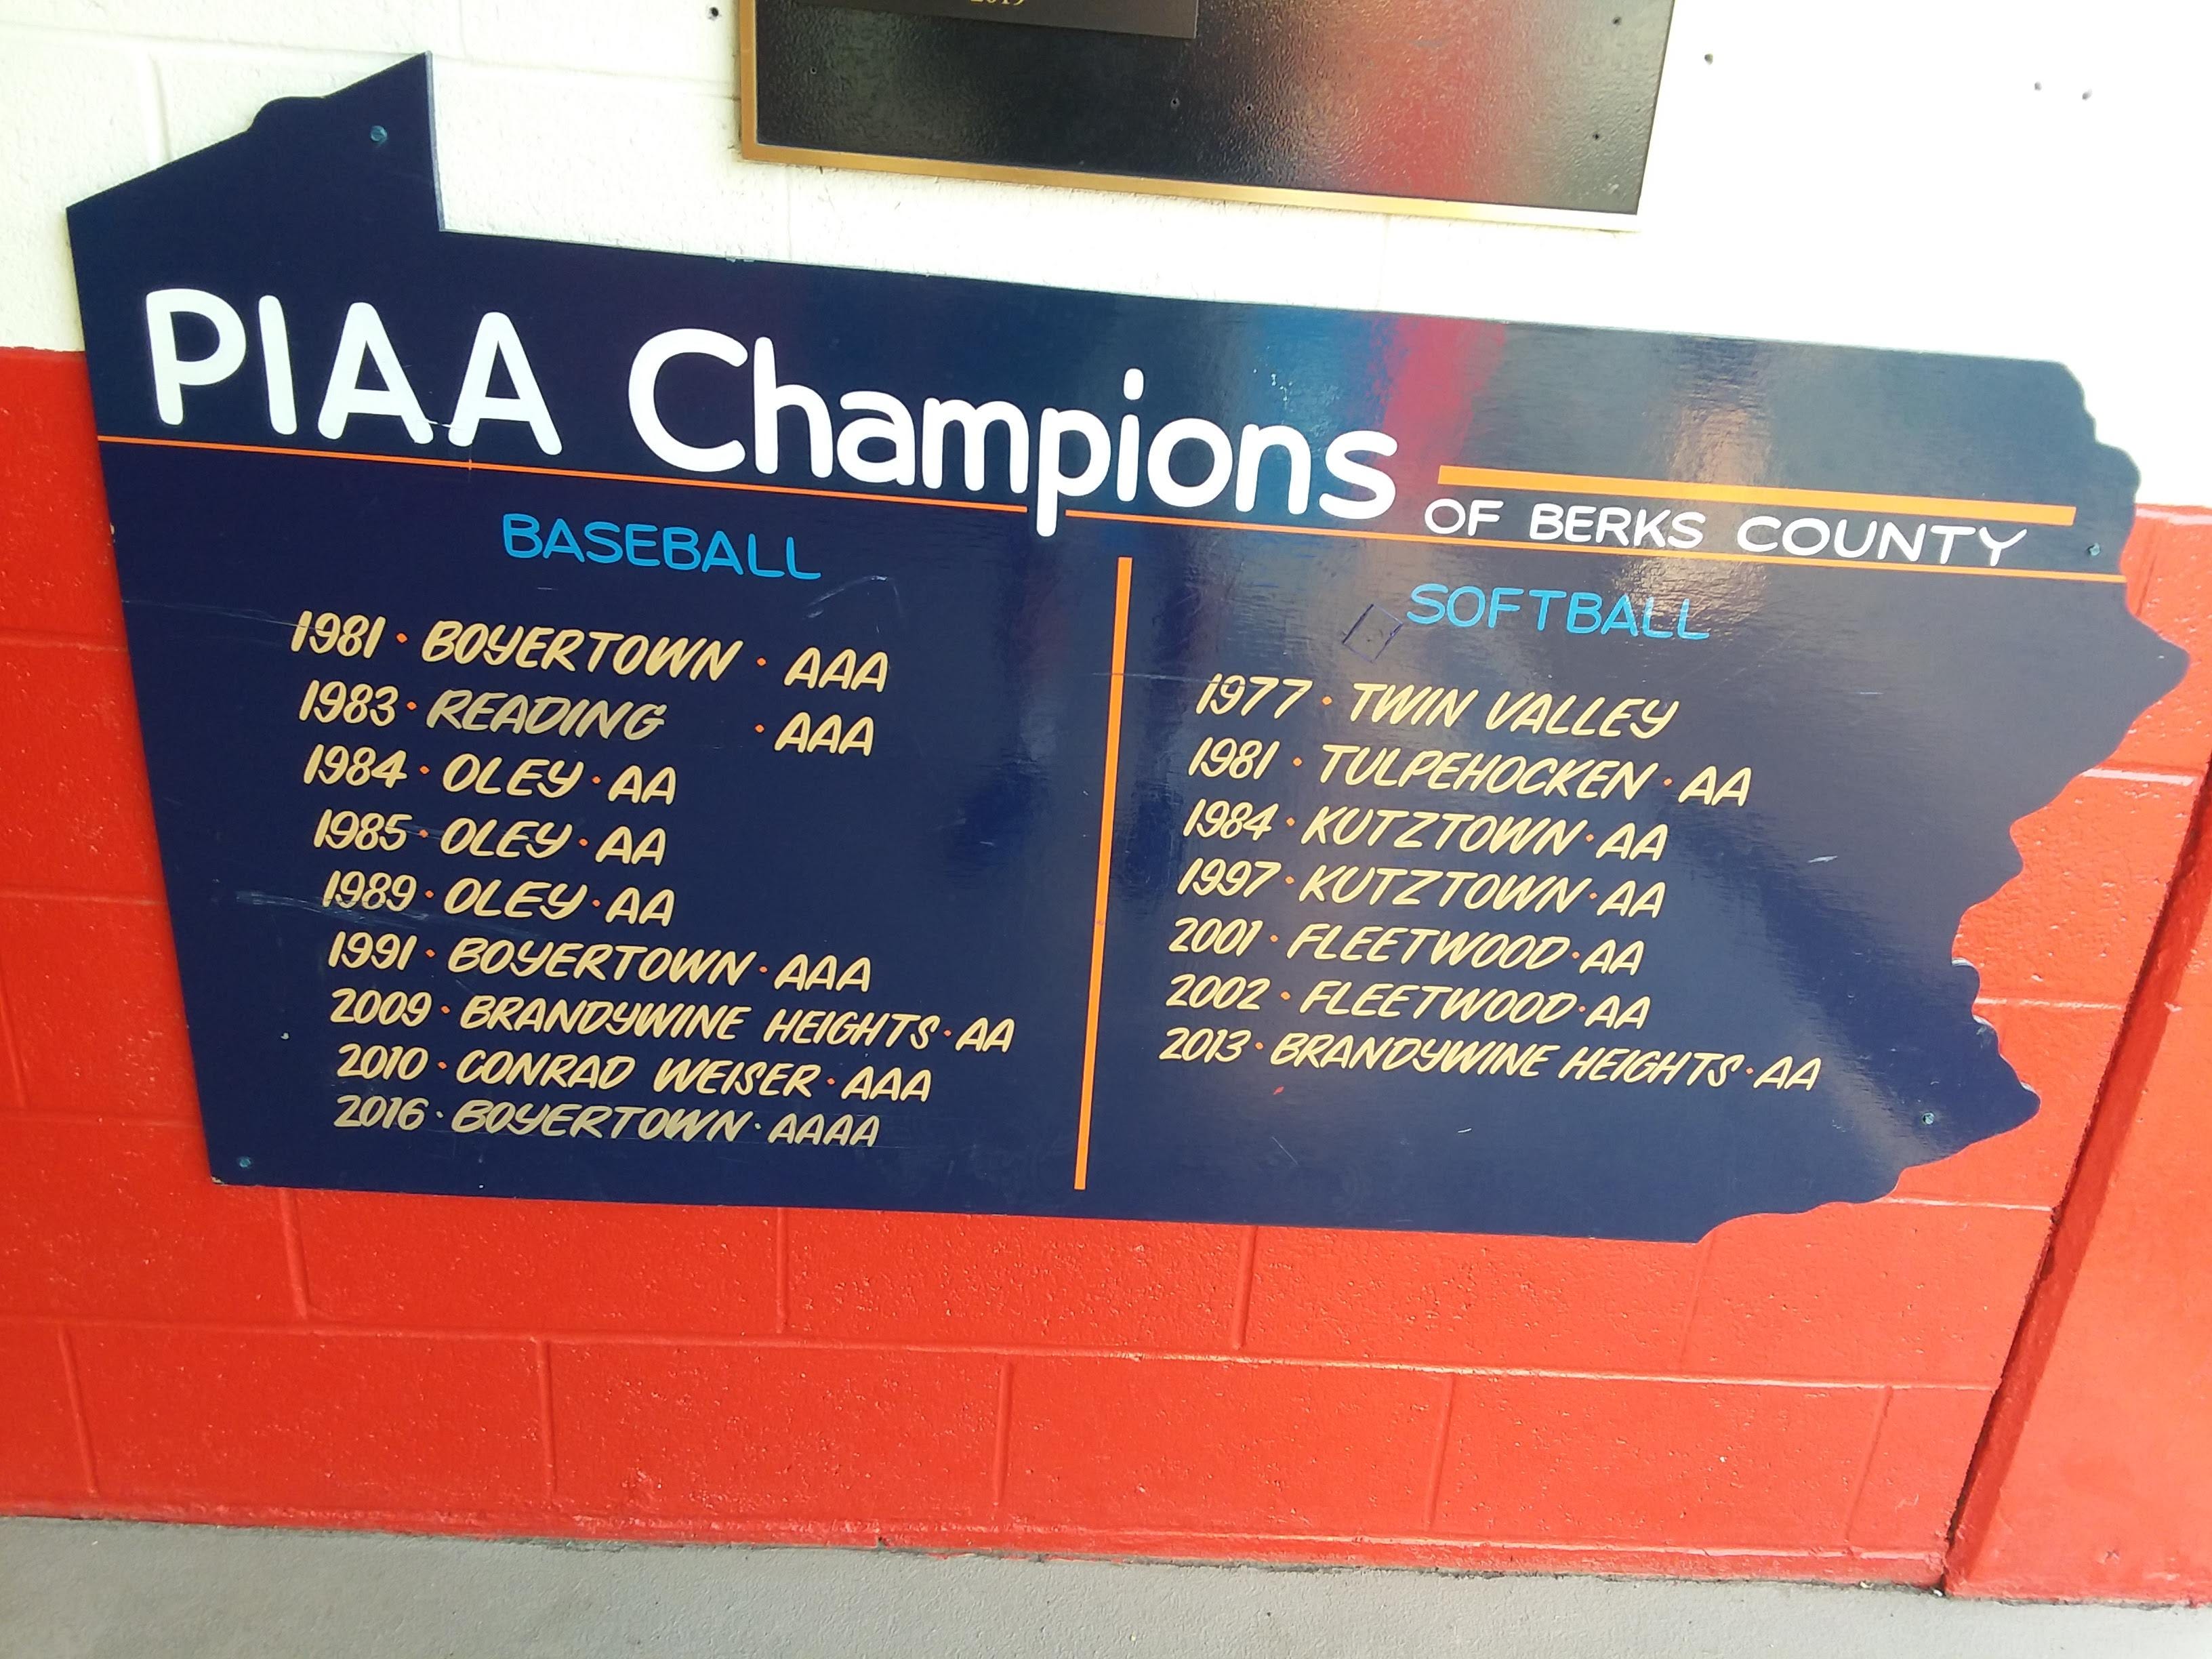 2019
PIAA Champions
OF BERKS COUNTY
BASEBALL
1981 · BOYERTOWN · AAA
1983 · READING · AAA
1984 · OLEY · AA
1985 · OLEY · AA
1989 · OLEY · AA
1991 · BOYERTOWN · AAA
2009 · BRANDYWINE HEIGHTS · AA
2010 · CONRAD WEISER · AAA
2016 · BOYERTOWN · AAAA
SOFTBALL
1977 · TWIN VALLEY
1981 · TULPEHOCKEN · AA
1984 · KUTZTOWN · AA
1997 · KUTZTOWN · AA
2001 · FLEETWOOD · AA
2002 · FLEETWOOD · AA
2013 · BRANDYWINE HEIGHTS · AA